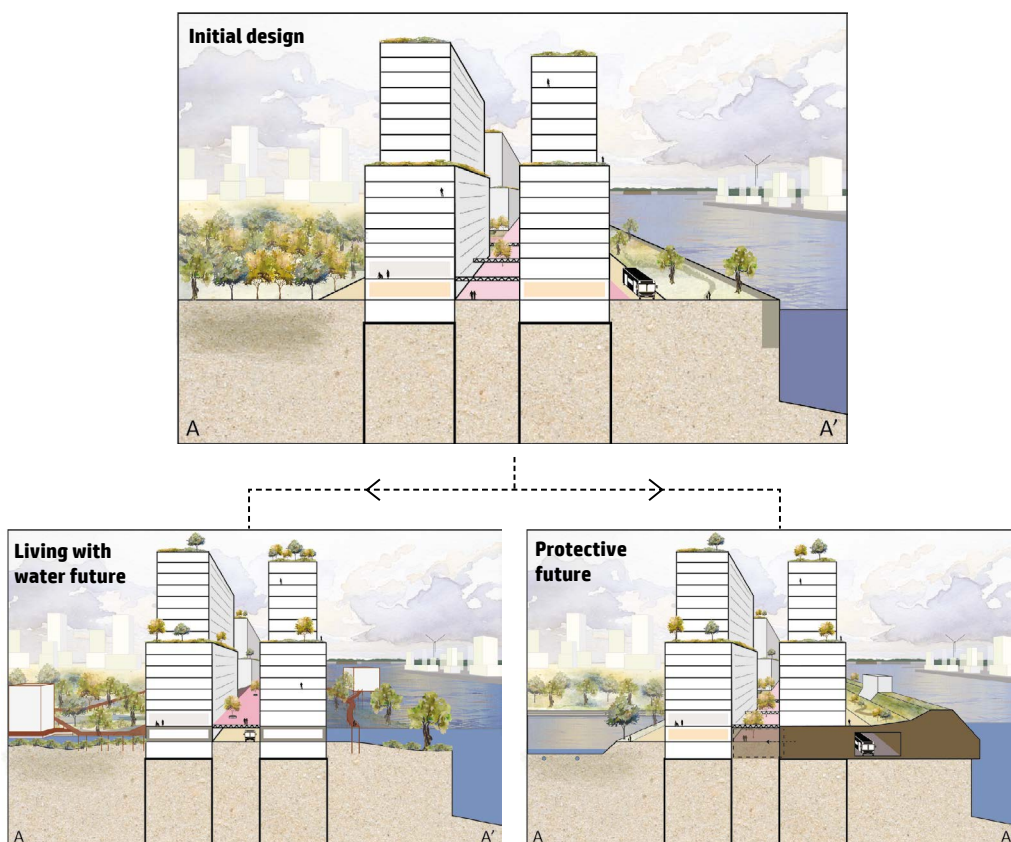 Initial design
A
A'
Living with
water future
A
A'
Protective
future
A
A